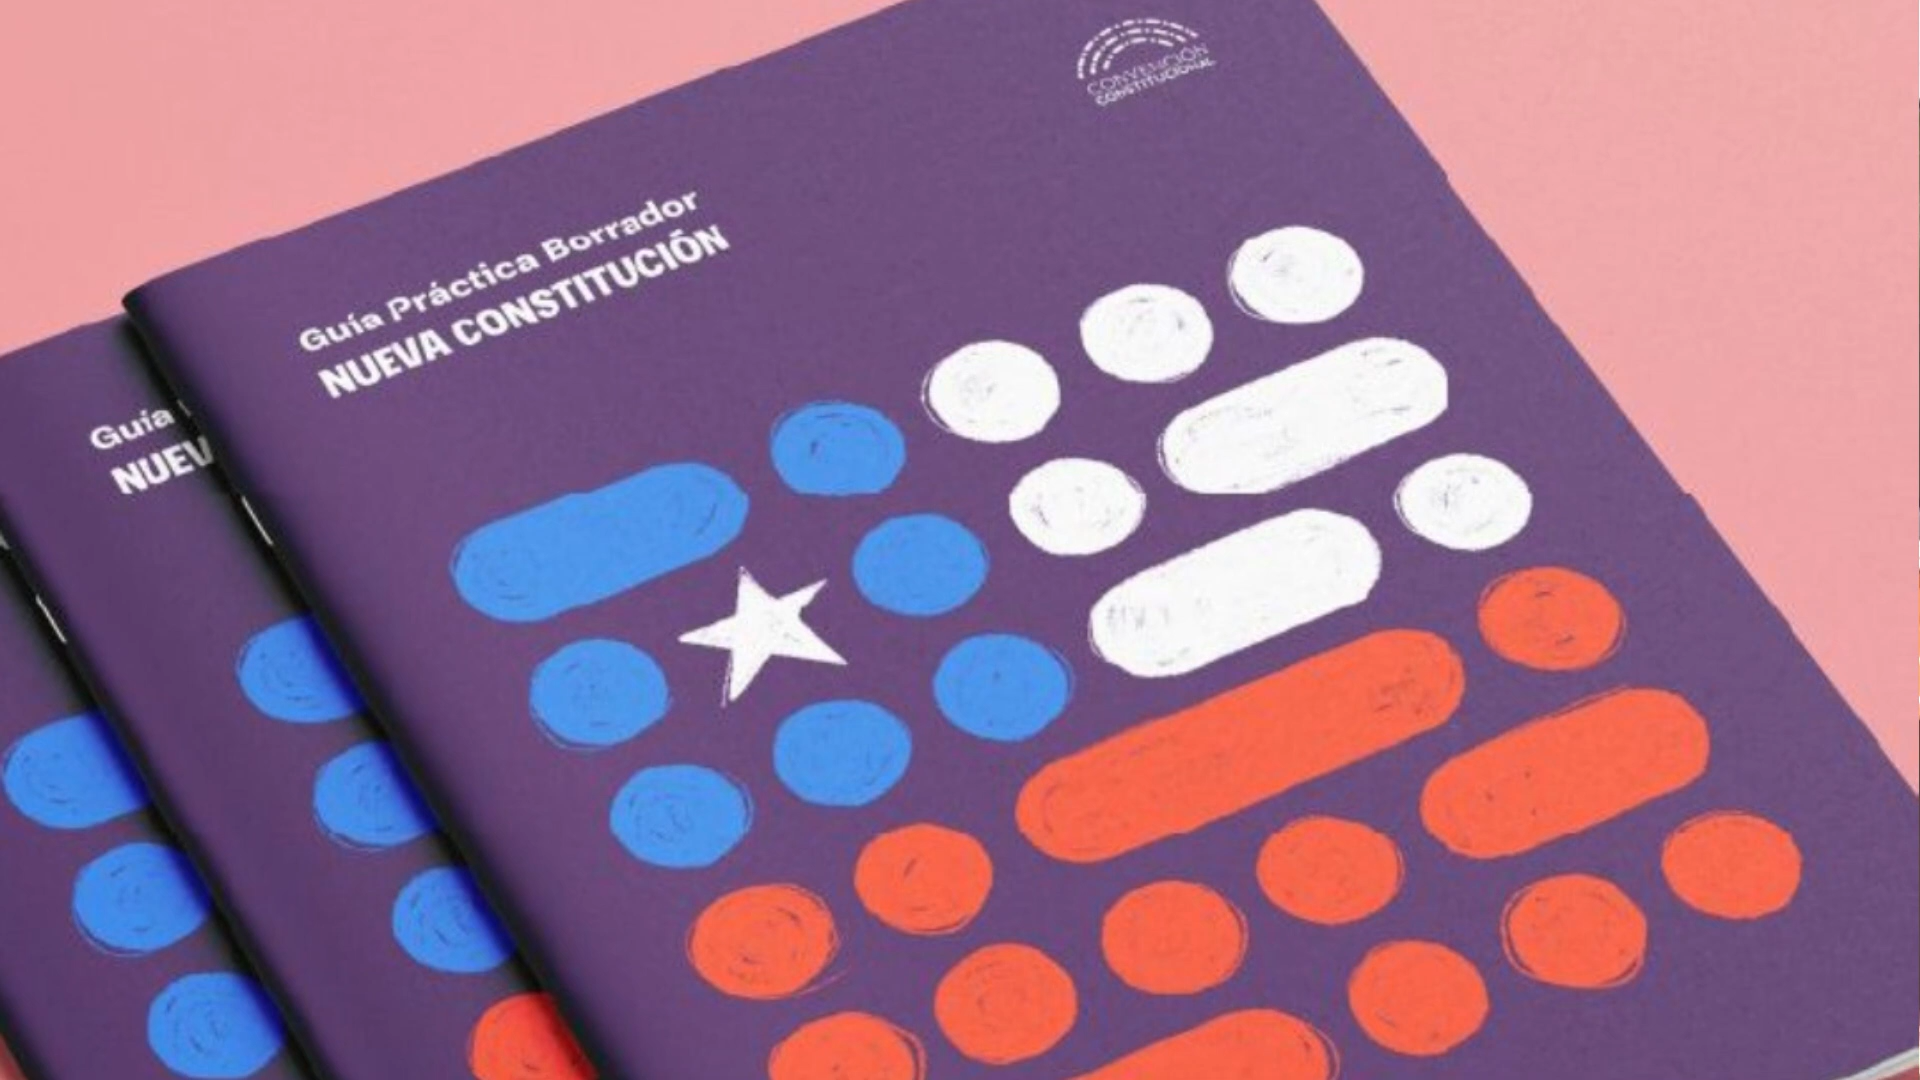 CONVENCIÓN
CONSTITUCIONAL
Guía Práctica Borrador
NUEVA CONSTITUCIÓN
Guía
NUEV